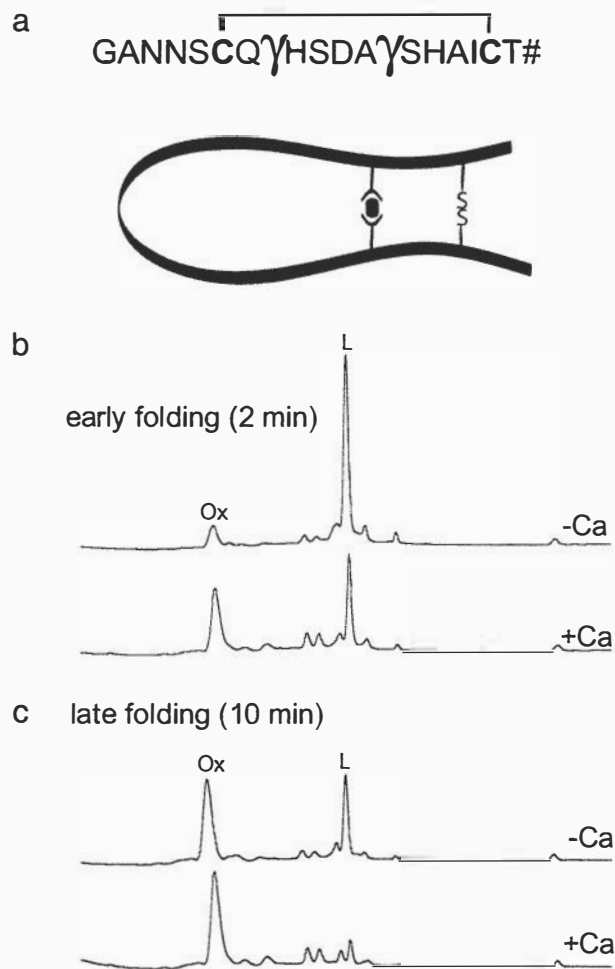 a
GANNSCQγHSDAγSHAICT#
S
S
b
L
early folding (2 min)
Ox
-Ca
+Ca
c late folding (10 min)
Ox
L
-Ca
+Ca